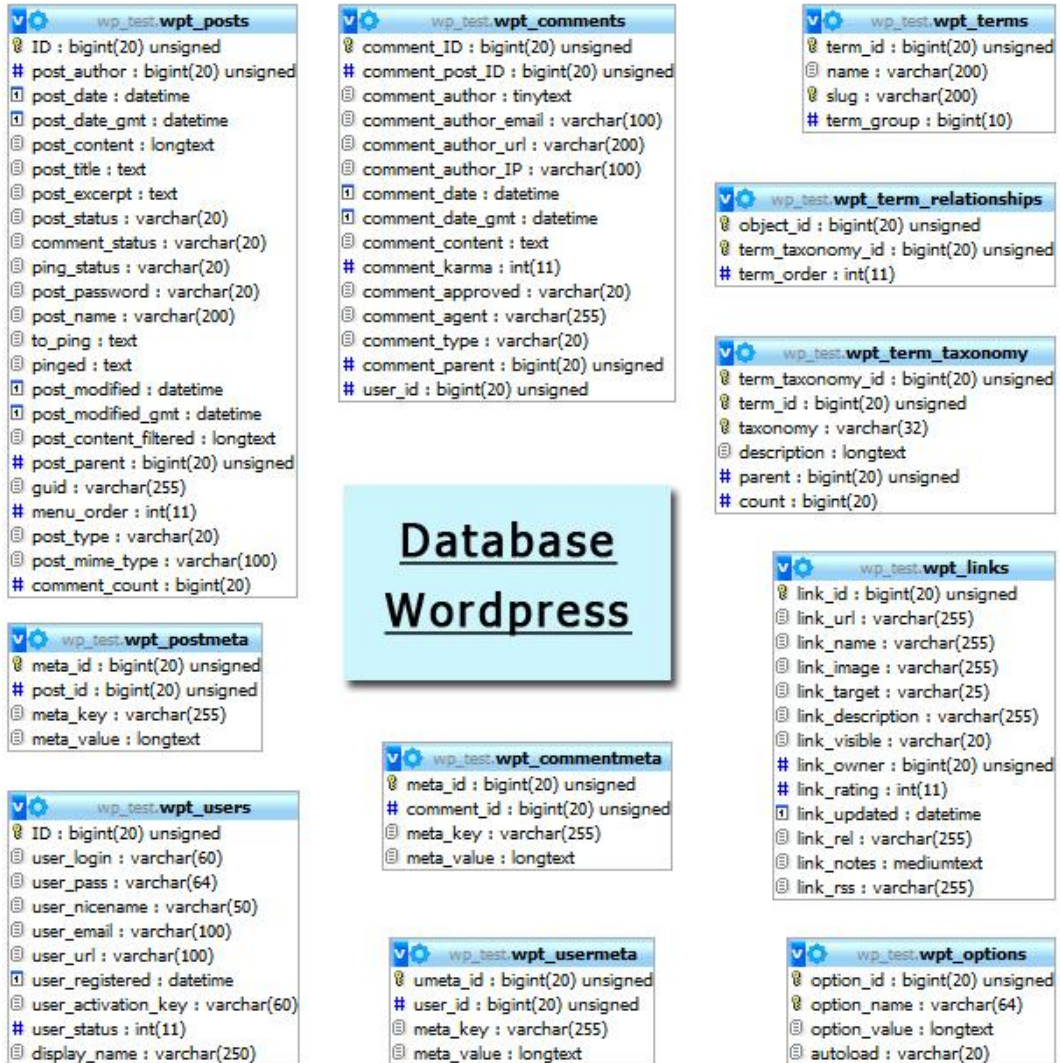 wp_test.wpt_posts
ID : bigint(20) unsigned
post_author : bigint(20) unsigned
post_date : datetime
post_date_gmt : datetime
post_content : longtext
post_title : text
post_excerpt : text
post_status : varchar(20)
comment_status : varchar(20)
ping_status : varchar(20)
post_password : varchar(20)
post_name : varchar(200)
to_ping : text
pinged : text
post_modified : datetime
post_modified_gmt : datetime
post_content_filtered : longtext
post_parent : bigint(20) unsigned
guid : varchar(255)
menu_order : int(11)
post_type : varchar(20)
post_mime_type : varchar(100)
comment_count : bigint(20)
wp_test.wpt_postmeta
meta_id : bigint(20) unsigned
post_id : bigint(20) unsigned
meta_key : varchar(255)
meta_value : longtext
wp_test.wpt_users
ID : bigint(20) unsigned
user_login : varchar(60)
user_pass : varchar(64)
user_nicename : varchar(50)
user_email : varchar(100)
user_url : varchar(100)
user_registered : datetime
user_activation_key : varchar(60)
user_status : int(11)
display_name : varchar(250)
wp_test.wpt_comments
comment_ID : bigint(20) unsigned
comment_post_ID : bigint(20) unsigned
comment_author : tinytext
comment_author_email : varchar(100)
comment_author_url : varchar(200)
comment_author_IP : varchar(100)
comment_date : datetime
comment_date_gmt : datetime
comment_content : text
comment_karma : int(11)
comment_approved : varchar(20)
comment_agent : varchar(255)
comment_type : varchar(20)
comment_parent : bigint(20) unsigned
user_id : bigint(20) unsigned
Database
Wordpress
wp_test.wpt_commentmeta
meta_id : bigint(20) unsigned
comment_id : bigint(20) unsigned
meta_key : varchar(255)
meta_value : longtext
wp_test.wpt_usermeta
umeta_id : bigint(20) unsigned
user_id : bigint(20) unsigned
meta_key : varchar(255)
meta_value : longtext
wp_test.wpt_terms
term_id : bigint(20) unsigned
name : varchar(200)
slug : varchar(200)
term_group : bigint(10)
wp_test.wpt_term_relationships
object_id : bigint(20) unsigned
term_taxonomy_id : bigint(20) unsigned
term_order : int(11)
wp_test.wpt_term_taxonomy
term_taxonomy_id : bigint(20) unsigned
term_id : bigint(20) unsigned
taxonomy : varchar(32)
description : longtext
parent : bigint(20) unsigned
count : bigint(20)
wp_test.wpt_links
link_id : bigint(20) unsigned
link_url : varchar(255)
link_name : varchar(255)
link_image : varchar(255)
link_target : varchar(25)
link_description : varchar(255)
link_visible : varchar(20)
link_owner : bigint(20) unsigned
link_rating : int(11)
link_updated : datetime
link_rel : varchar(255)
link_notes : mediumtext
link_rss : varchar(255)
wp_test.wpt_options
option_id : bigint(20) unsigned
option_name : varchar(64)
option_value : longtext
autoload : varchar(20)